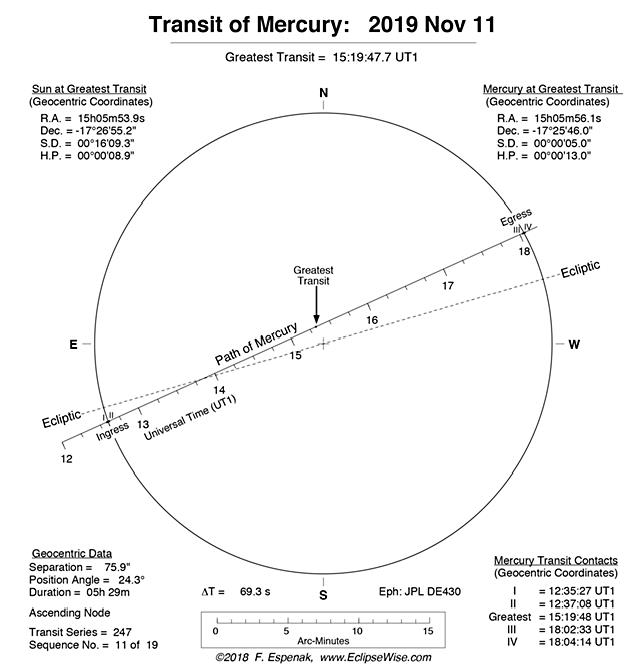 Transit of Mercury: 2019 Nov 11
Greatest Transit = 15:19:47.7 UT1
Sun at Greatest Transit
(Geocentric Coordinates)
R.A. = 15h05m53.9s
Dec. = -17°26'55.2"
S.D. = 00°16'09.3"
H.P. = 00°00'08.9"
N
Mercury at Greatest Transit
(Geocentric Coordinates)
R.A. = 15h05m56.1s
Dec. = -17°25'46.0"
S.D. = 00°00'05.0"
H.P. = 00°00'13.0"
Egress
III IV
18
Ecliptic
17
Greatest
Transit
16
Path of Mercury
15
E
W
14
Ecliptic
I II
Ingress
13
Universal Time (UT1)
12
Geocentric Data
Separation = 75.9"
Position Angle = 24.3°
Duration = 05h 29m
Ascending Node
Transit Series = 247
Sequence No. = 11 of 19
S
ΔT = 69.3 s
Eph: JPL DE430
0 5 10 15
Arc-Minutes
©2018 F. Espenak, www.EclipseWise.com
Mercury Transit Contacts
(Geocentric Coordinates)
I = 12:35:27 UT1
II = 12:37:08 UT1
Greatest = 15:19:48 UT1
III = 18:02:33 UT1
IV = 18:04:14 UT1